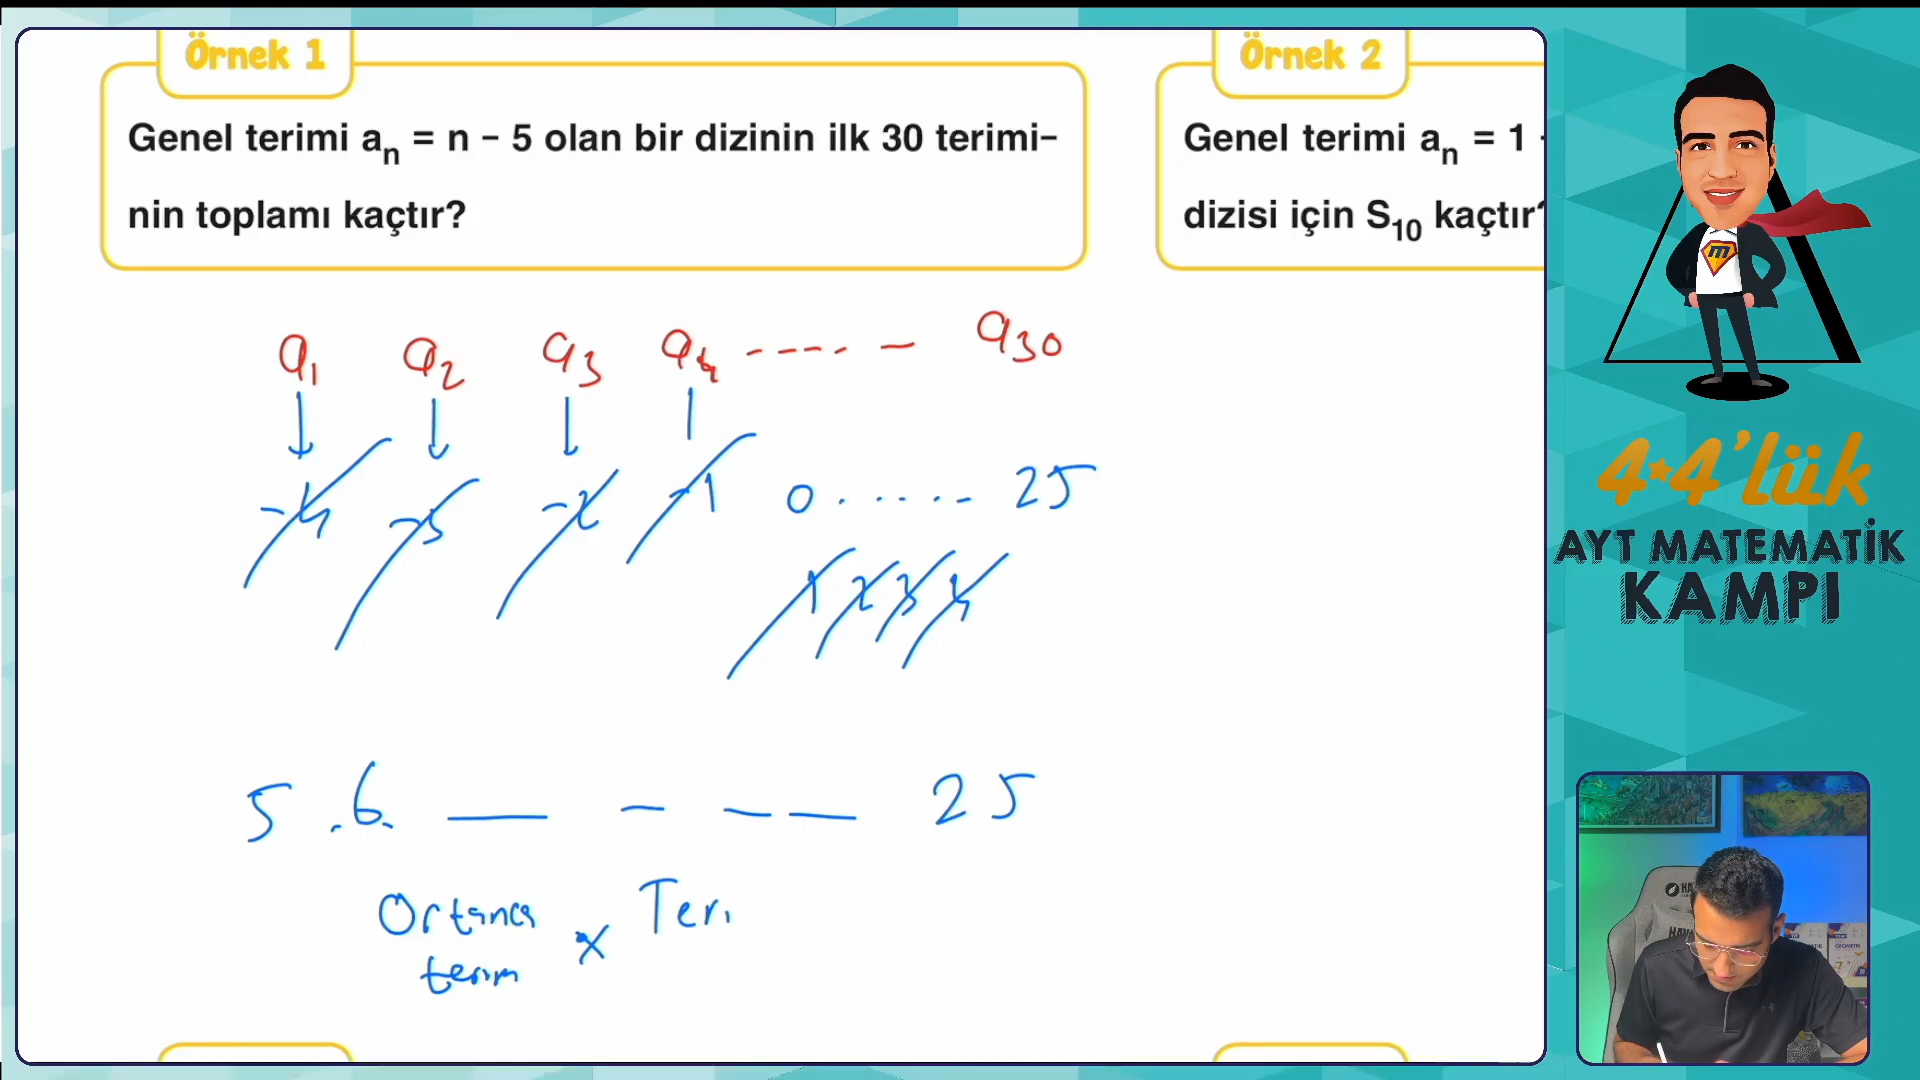 Örnek 1
Genel terimi aₙ = n - 5 olan bir dizinin ilk 30 terimi-
nin toplamı kaçtır?
Örnek 2
Genel terimi aₙ = 1
dizisi için S₁₀ kaçtır?
a₁ a₂ a₃ a₄ ----- - a₃₀
-4 -3 -2 -1 0 . . . . . - 25
1 2 3 4
5 . 6 . — - - — 25
Ortanca x Teri
terim
m
4*4'lük
AYT MATEMATİK
KAMPI
GEOMETRİ